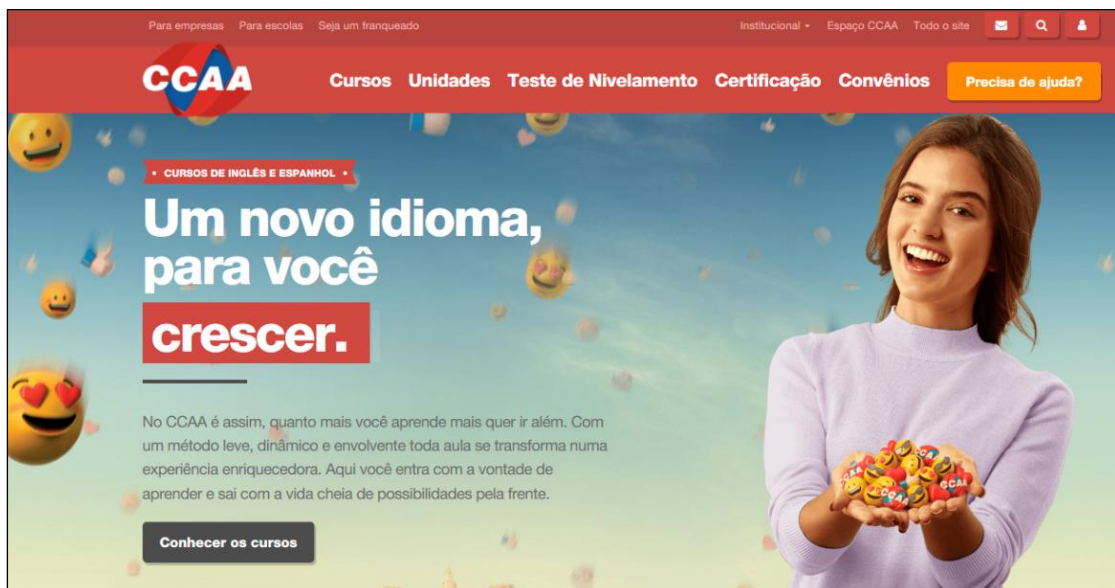 Para empresas Para escolas Seja um franqueado Institucional Espaço CCAA Todo o site
CCAA Cursos Unidades Teste de Nivelamento Certificação Convênios Precisa de ajuda?
• CURSOS DE INGLÊS E ESPANHOL •
Um novo idioma,
para você
crescer.
No CCAA é assim, quanto mais você aprende mais quer ir além. Com
um método leve, dinâmico e envolvente toda aula se transforma numa
experiência enriquecedora. Aqui você entra com a vontade de
aprender e sai com a vida cheia de possibilidades pela frente.
Conhecer os cursos
CCAA
CCAA